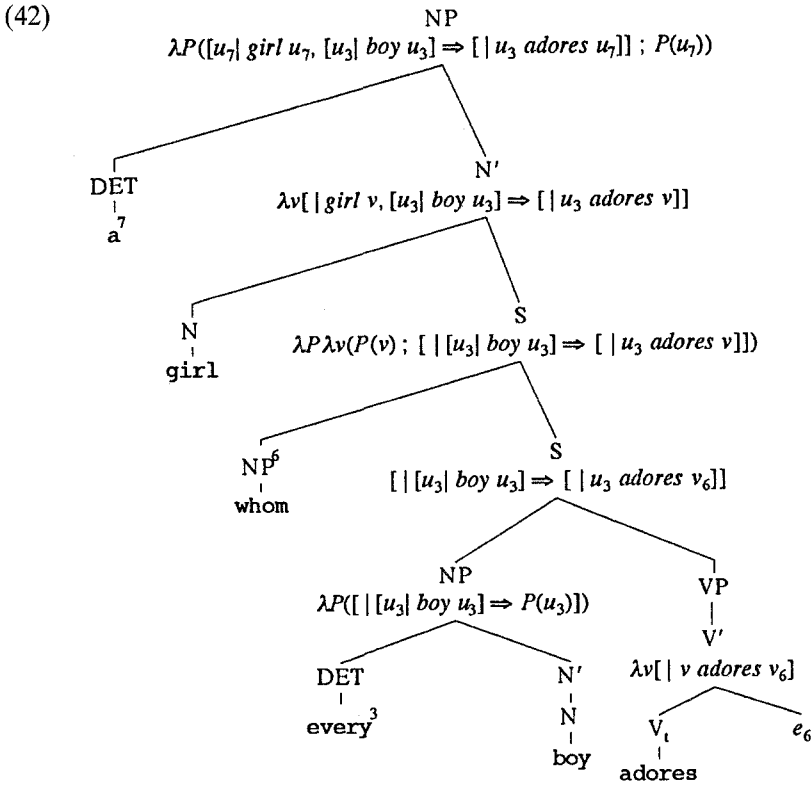 (42)
NP
λP([u₇| girl u₇, [u₃| boy u₃] ⇒ [ | u₃ adores u₇]] ; P(u₇))
DET N′
a⁷ λv[ | girl v, [u₃| boy u₃] ⇒ [ | u₃ adores v]]
N S
girl λPλv(P(v) ; [ | [u₃| boy u₃] ⇒ [ | u₃ adores v]])
NP⁶ S
whom [ | [u₃| boy u₃] ⇒ [ | u₃ adores v₆]]
NP VP
λP([ | [u₃| boy u₃] ⇒ P(u₃)]) V′
λv[ | v adores v₆]
DET N′
every³ N Vₜ e₆
boy adores